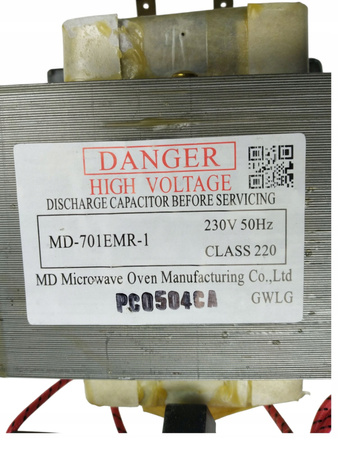 DANGER
HIGH VOLTAGE
DISCHARGE CAPACITOR BEFORE SERVICING
MD-701EMR-1
230V 50Hz
CLASS 220
MD Microwave Oven Manufacturing Co.,Ltd
PC0504CA
GWLG